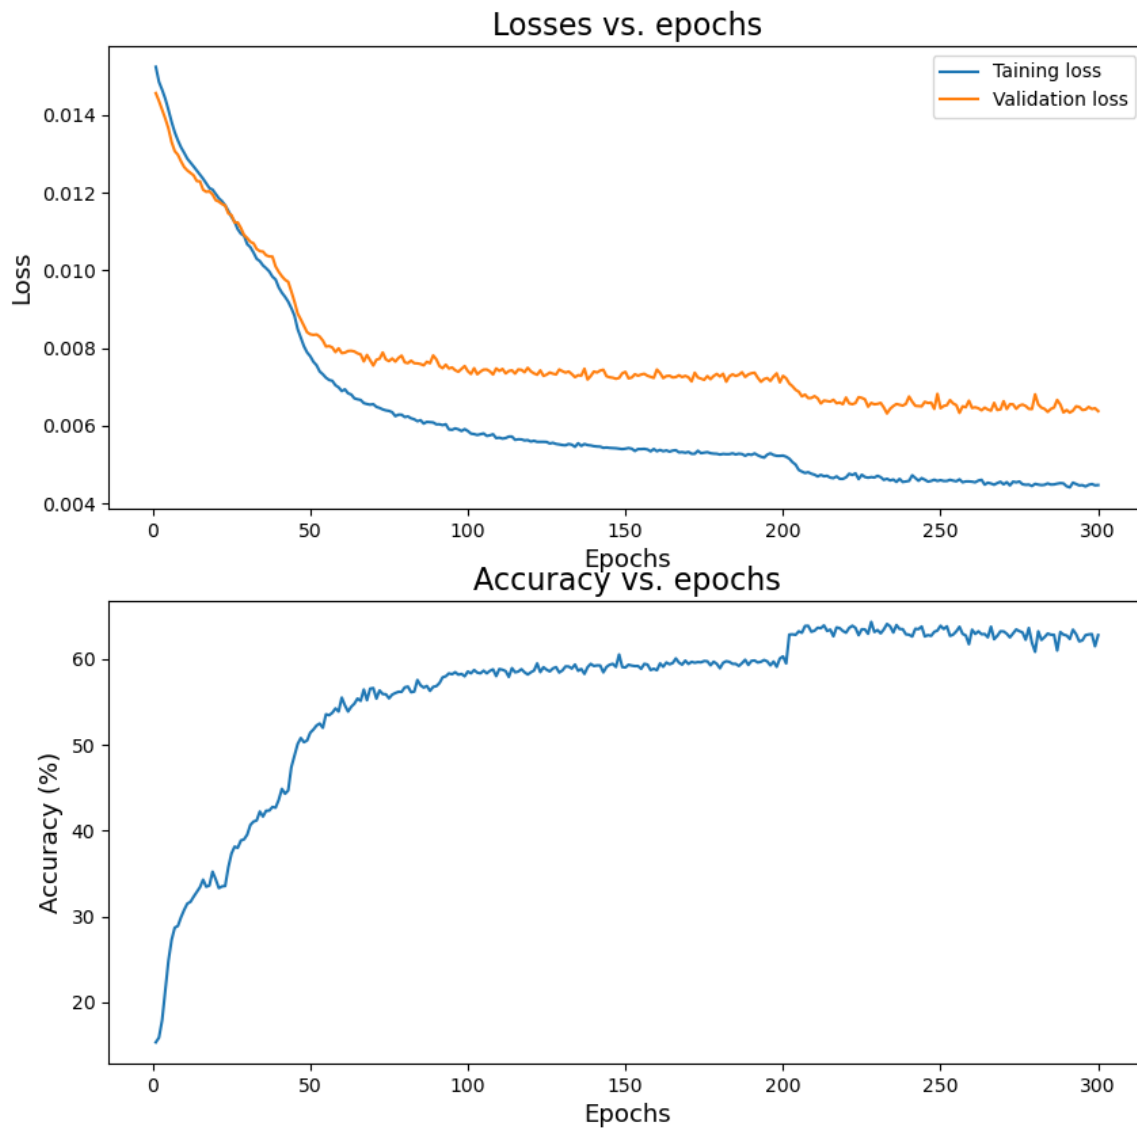 Losses vs. epochs
Taining loss
Validation loss
0.014
0.012
0.010
0.008
0.006
0.004
Loss
0 50 100 150 200 250 300
Epochs
Accuracy vs. epochs
60
50
40
30
20
Accuracy (%)
0 50 100 150 200 250 300
Epochs